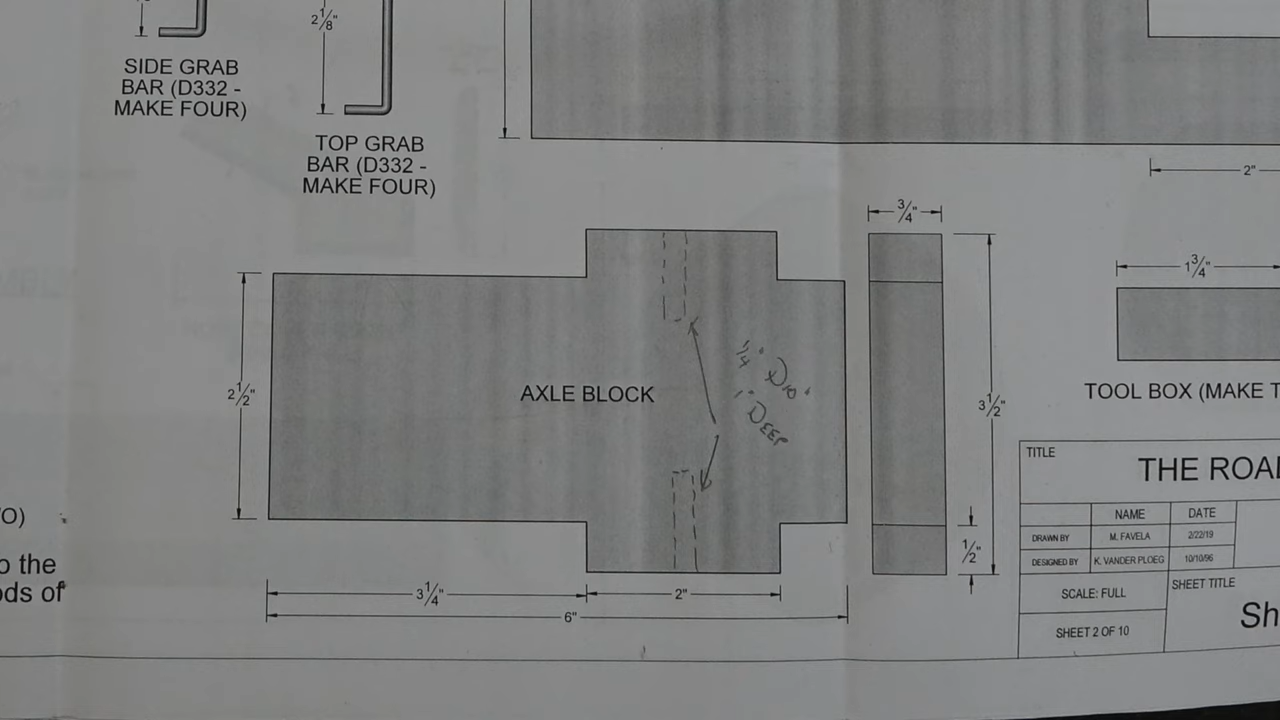 2 1/8"
SIDE GRAB
BAR (D332 -
MAKE FOUR)
TOP GRAB
BAR (D332 -
MAKE FOUR)
2"
3/4"
1 3/4"
2 1/2"
AXLE BLOCK
1/4" DIA
1" DEEP
3 1/2"
1/2"
3 1/4"
2"
6"
TOOL BOX (MAKE T
O)
o the
ods of
TITLE
THE ROA
NAME DATE
DRAWN BY M. FAVELA 2/22/19
DESIGNED BY K. VANDER PLOEG 10/10/96
SCALE: FULL
SHEET TITLE
Sh
SHEET 2 OF 10